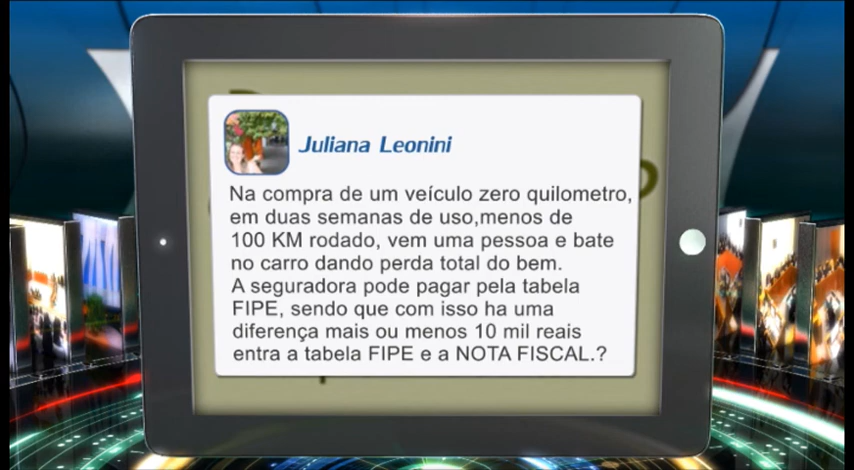 Juliana Leonini
Na compra de um veículo zero quilometro,
em duas semanas de uso,menos de
100 KM rodado, vem uma pessoa e bate
no carro dando perda total do bem.
A seguradora pode pagar pela tabela
FIPE, sendo que com isso ha uma
diferença mais ou menos 10 mil reais
entra a tabela FIPE e a NOTA FISCAL.?